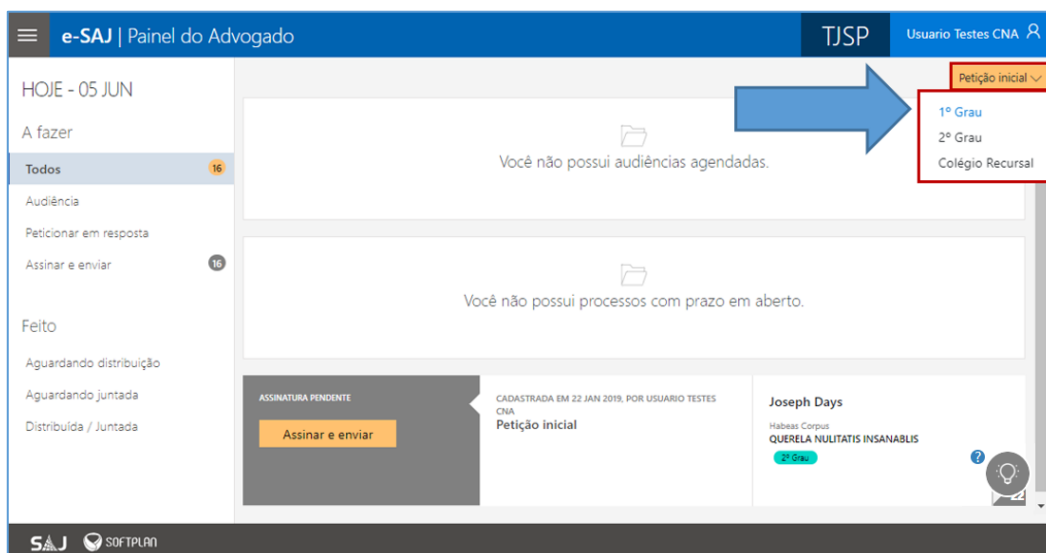 e-SAJ | Painel do Advogado
TJSP
Usuario Testes CNA
HOJE - 05 JUN
A fazer
Todos
16
Audiência
Peticionar em resposta
Assinar e enviar
16
Feito
Aguardando distribuição
Aguardando juntada
Distribuída / Juntada
Petição inicial
1º Grau
2º Grau
Colégio Recursal
Você não possui audiências agendadas.
Você não possui processos com prazo em aberto.
ASSINATURA PENDENTE
Assinar e enviar
CADASTRADA EM 22 JAN 2019, POR USUARIO TESTES
CNA
Petição inicial
Joseph Days
Habeas Corpus
QUERELA NULITATIS INSANABLIS
2º Grau
?
22
SAJ
SOFTPLAN